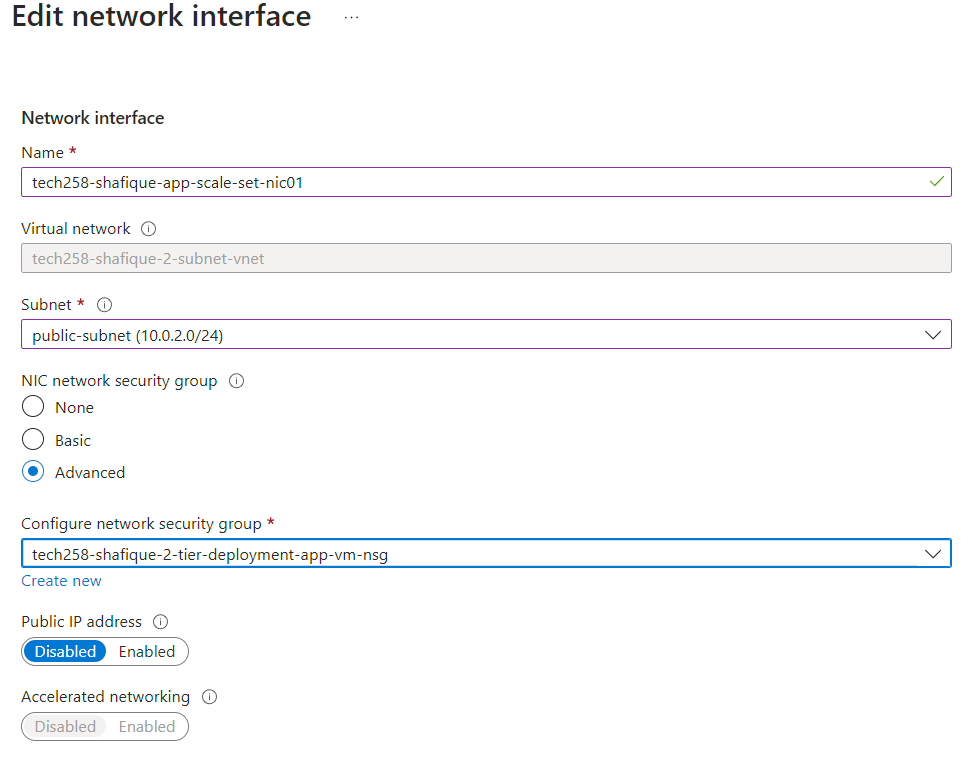 Edit network interface ...
Network interface
Name *
tech258-shafique-app-scale-set-nic01
Virtual network
tech258-shafique-2-subnet-vnet
Subnet *
public-subnet (10.0.2.0/24)
NIC network security group
None
Basic
Advanced
Configure network security group *
tech258-shafique-2-tier-deployment-app-vm-nsg
Create new
Public IP address
Disabled Enabled
Accelerated networking
Disabled Enabled